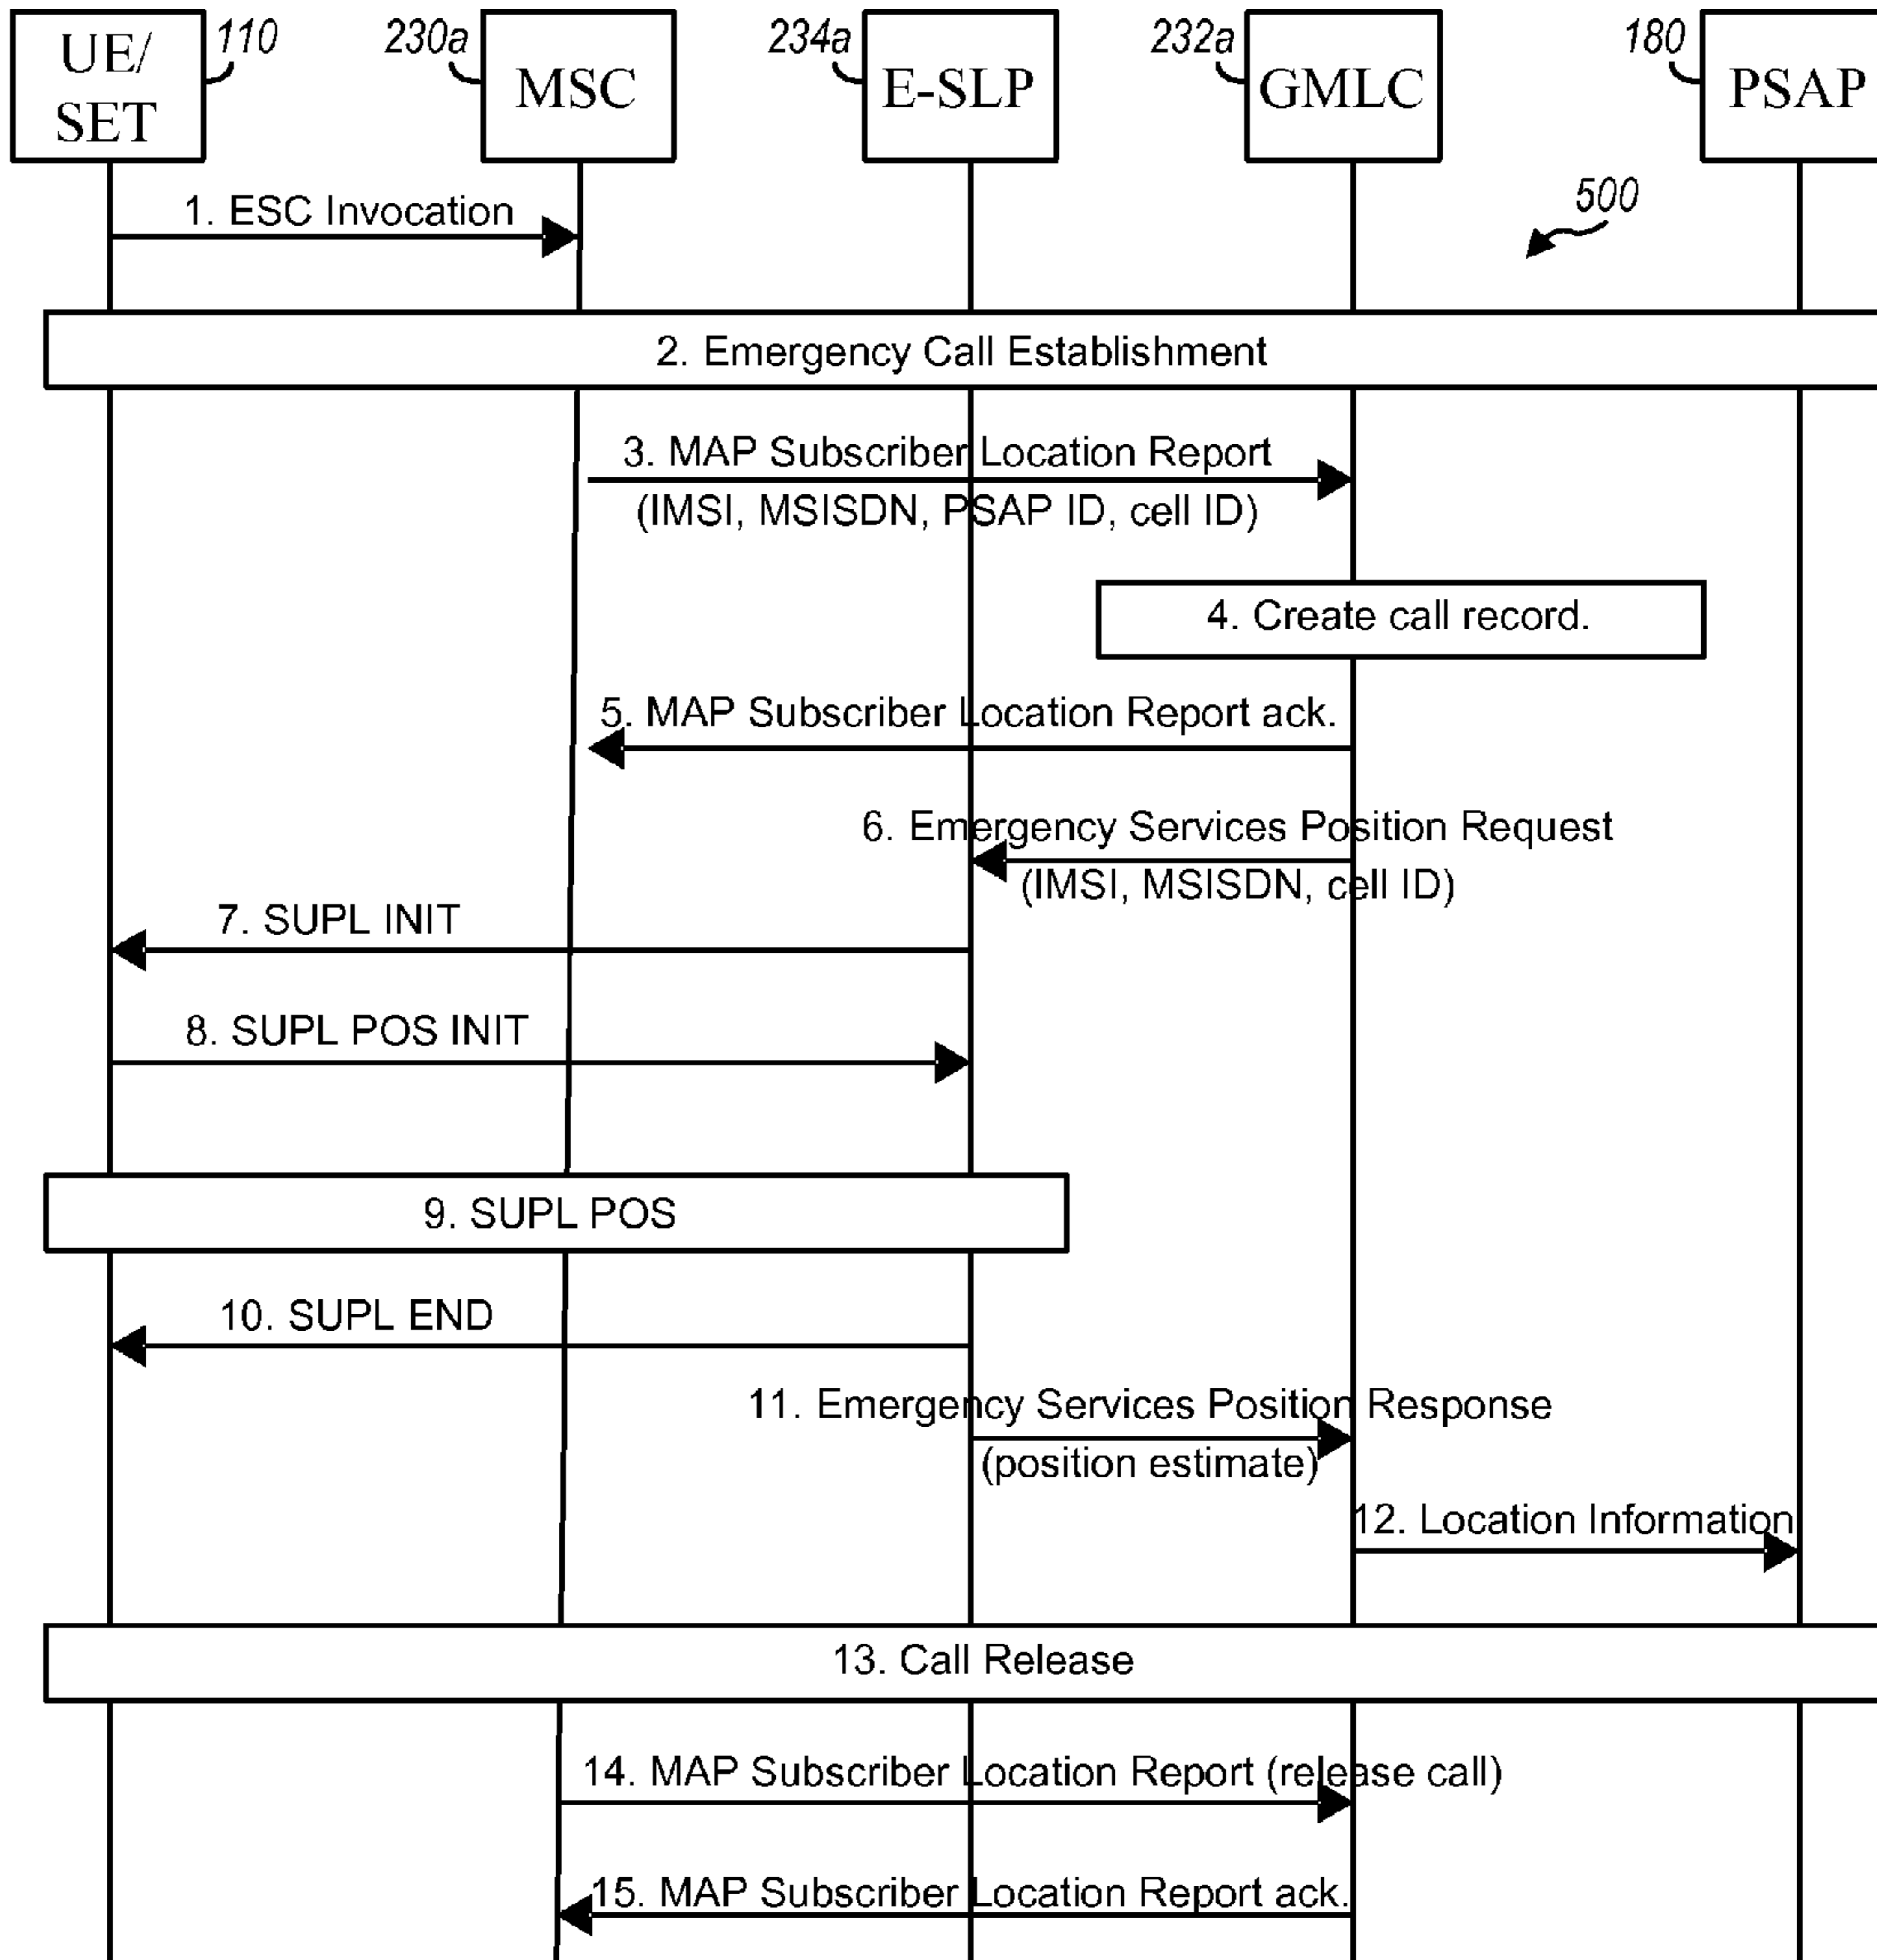 UE/
SET
110
230a
MSC
234a
E-SLP
232a
GMLC
180
PSAP
500
1. ESC Invocation
2. Emergency Call Establishment
3. MAP Subscriber Location Report
(IMSI, MSISDN, PSAP ID, cell ID)
4. Create call record.
5. MAP Subscriber Location Report ack.
6. Emergency Services Position Request
(IMSI, MSISDN, cell ID)
7. SUPL INIT
8. SUPL POS INIT
9. SUPL POS
10. SUPL END
11. Emergency Services Position Response
(position estimate)
12. Location Information
13. Call Release
14. MAP Subscriber Location Report (release call)
15. MAP Subscriber Location Report ack.